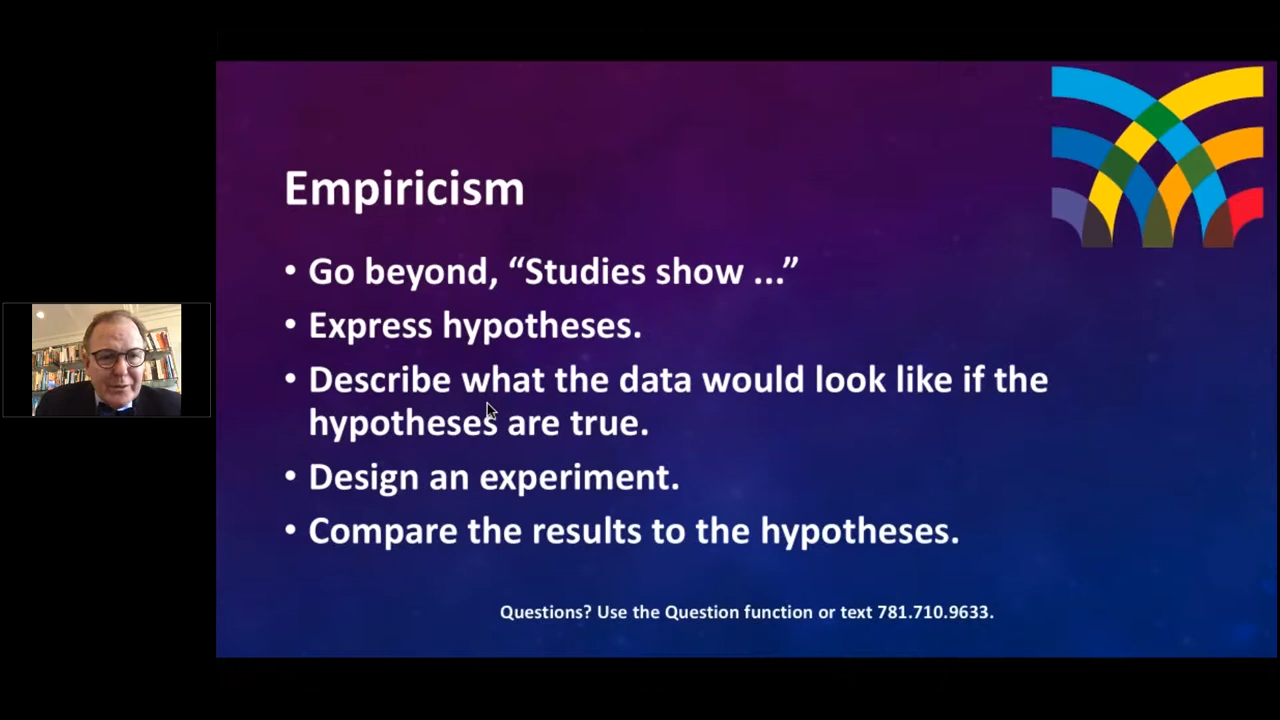 Empiricism
• Go beyond, “Studies show ...”
• Express hypotheses.
• Describe what the data would look like if the
hypotheses are true.
• Design an experiment.
• Compare the results to the hypotheses.
Questions? Use the Question function or text 781.710.9633.